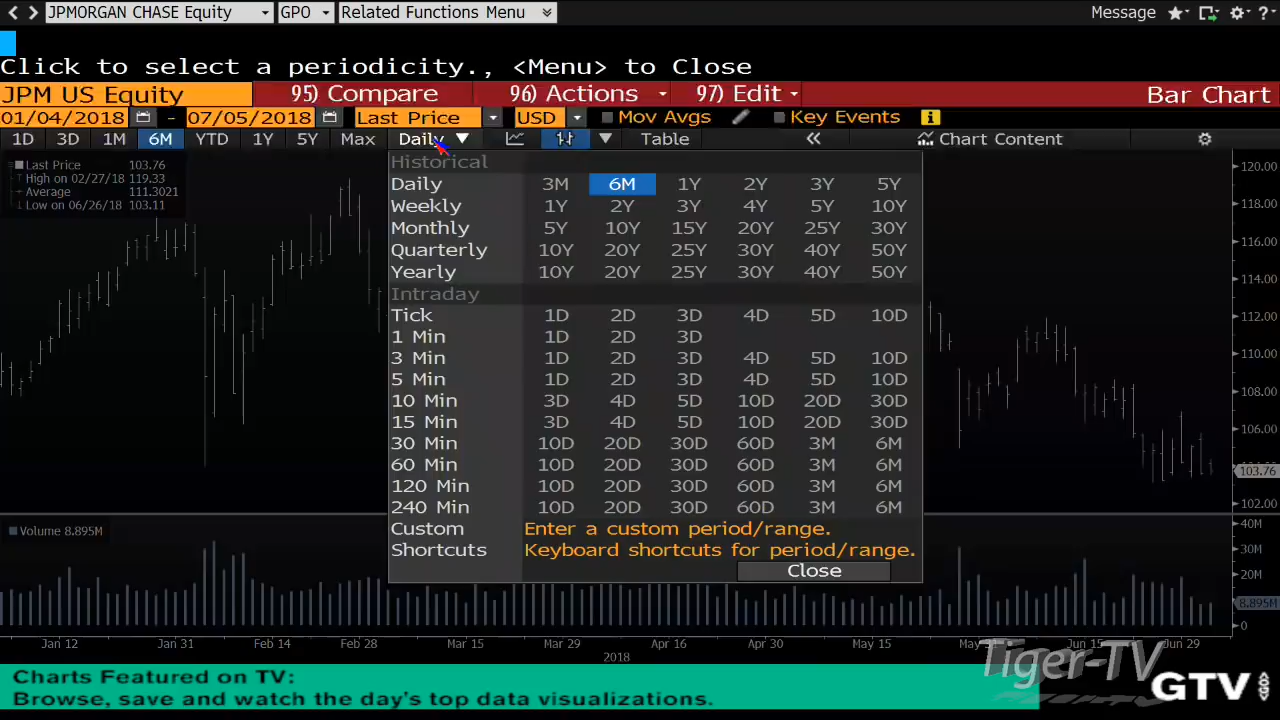 JPMORGAN CHASE Equity GPO Related Functions Menu Message
Click to select a periodicity., <Menu> to Close
JPM US Equity 95) Compare 96) Actions 97) Edit Bar Chart
01/04/2018 - 07/05/2018 Last Price USD Mov Avgs Key Events
1D 3D 1M 6M YTD 1Y 5Y Max Daily Table Chart Content
Last Price 103.76
High on 02/27/18 119.33
Average 111.3021
Low on 06/26/18 103.11
Historical
Daily 3M 6M 1Y 2Y 3Y 5Y
Weekly 1Y 2Y 3Y 4Y 5Y 10Y
Monthly 5Y 10Y 15Y 20Y 25Y 30Y
Quarterly 10Y 20Y 25Y 30Y 40Y 50Y
Yearly 10Y 20Y 25Y 30Y 40Y 50Y
Intraday
Tick 1D 2D 3D 4D 5D 10D
1 Min 1D 2D 3D
3 Min 1D 2D 3D 4D 5D 10D
5 Min 1D 2D 3D 4D 5D 10D
10 Min 3D 4D 5D 10D 20D 30D
15 Min 3D 4D 5D 10D 20D 30D
30 Min 10D 20D 30D 60D 3M 6M
60 Min 10D 20D 30D 60D 3M 6M
120 Min 10D 20D 30D 60D 3M 6M
240 Min 10D 20D 30D 60D 3M 6M
Custom Enter a custom period/range.
Shortcuts Keyboard shortcuts for period/range.
Close
120.00
118.00
116.00
114.00
112.00
110.00
108.00
106.00
103.76
102.00
Volume 8.895M
40M
30M
20M
8.895M
0
Jan 12 Jan 31 Feb 14 Feb 28 Mar 15 Mar 29 Apr 16 Apr 30 May 15 Jun 15 Jun 29
2018
Tiger-TV
Charts Featured on TV:
Browse, save and watch the day's top data visualizations.
GTV